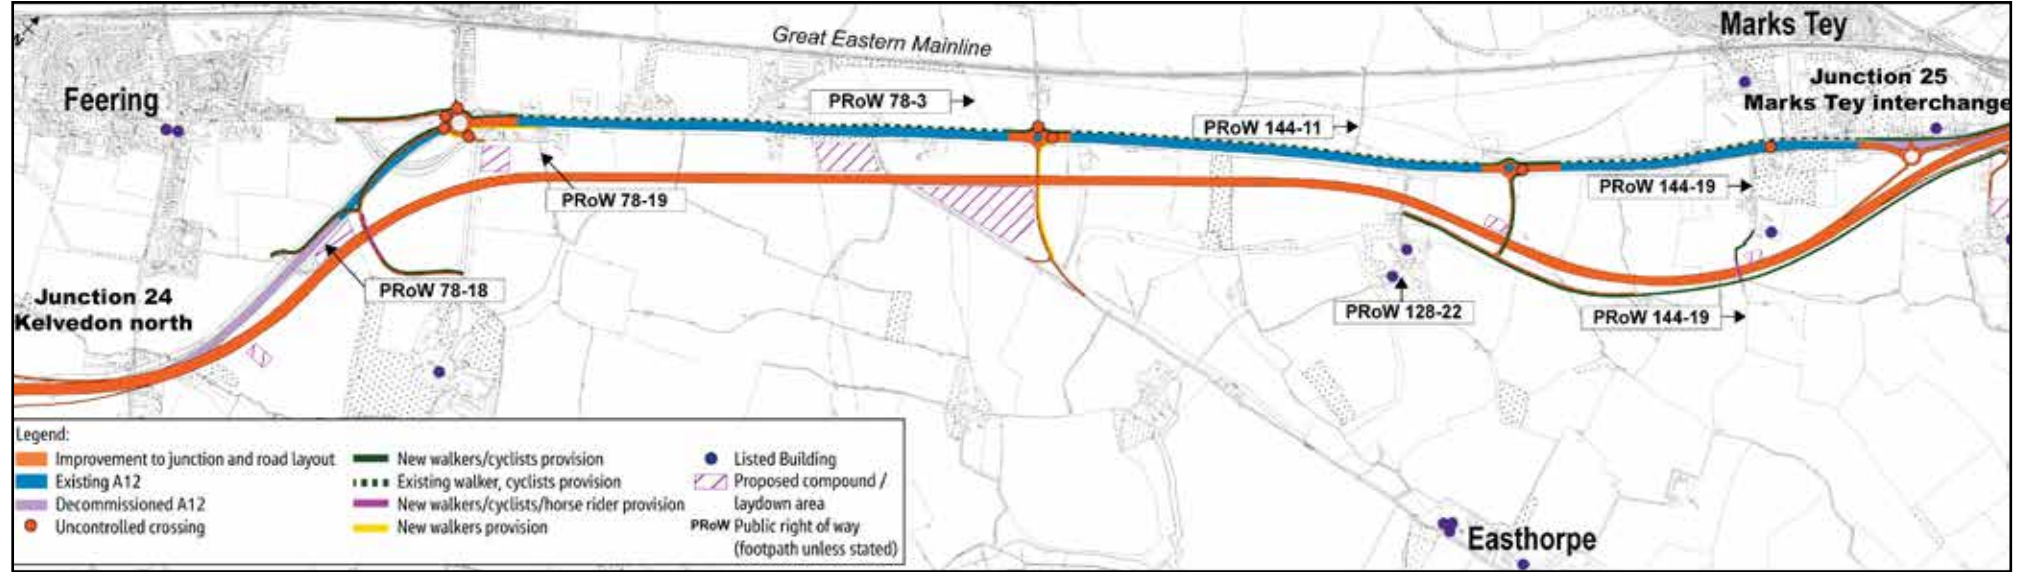 Great Eastern Mainline
Marks Tey
Junction 25
Marks Tey interchange
Feering
PRoW 78-3
PRoW 144-11
PRoW 78-19
PRoW 144-19
PRoW 78-18
Junction 24
Kelvedon north
PRoW 128-22
PRoW 144-19
Easthorpe
Legend:
Improvement to junction and road layout
Existing A12
Decommissioned A12
Uncontrolled crossing
New walkers/cyclists provision
Existing walker, cyclists provision
New walkers/cyclists/horse rider provision
New walkers provision
Listed Building
Proposed compound /
laydown area
PRoW Public right of way
(footpath unless stated)